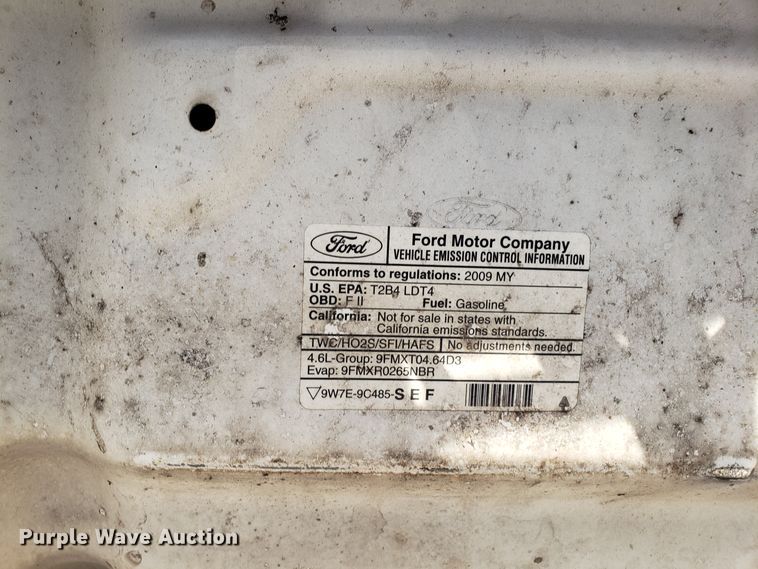 Ford
Ford Ford Motor Company
VEHICLE EMISSION CONTROL INFORMATION
Conforms to regulations: 2009 MY
U.S. EPA: T2B4 LDT4
OBD: F II Fuel: Gasoline
California: Not for sale in states with
California emissions standards.
TWC/HO2S/SFI/HAFS No adjustments needed.
4.6L-Group: 9FMXT04.64D3
Evap: 9FMXR0265NBR
9W7E-9C485-SEF
Purple Wave Auction